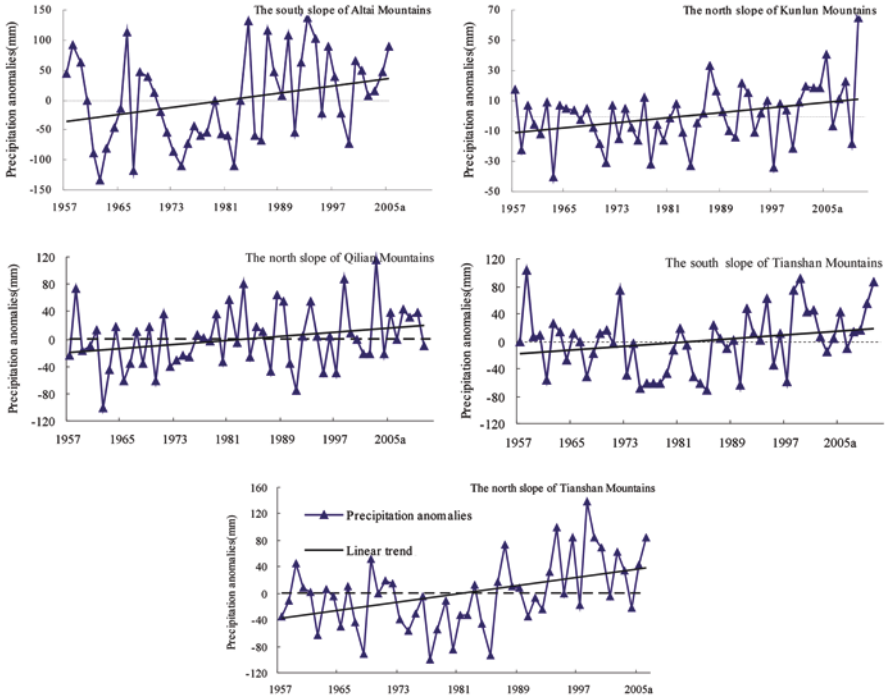 The south slope of Altai Mountains
Precipitation anomalies(mm)
150
100
50
0
-50
-100
-150
1957 1965 1973 1981 1989 1997 2005a
The north slope of Kunlun Mountains
Precipitation anomalies(mm)
70
40
10
-10
-30
-50
1957 1965 1973 1981 1989 1997 2005a
The north slope of Qilian Mountains
Precipitation anomalies(mm)
120
80
40
0
-40
-80
-120
1957 1965 1973 1981 1989 1997 2005a
The south slope of Tianshan Mountains
Precipitation anomalies(mm)
120
80
40
0
-40
-80
-120
1957 1965 1973 1981 1989 1997 2005a
The north slope of Tianshan Mountains
Precipitation anomalies(mm)
160
120
80
40
0
-40
-80
-120
Precipitation anomalies
Linear trend
1957 1965 1973 1981 1989 1997 2005a